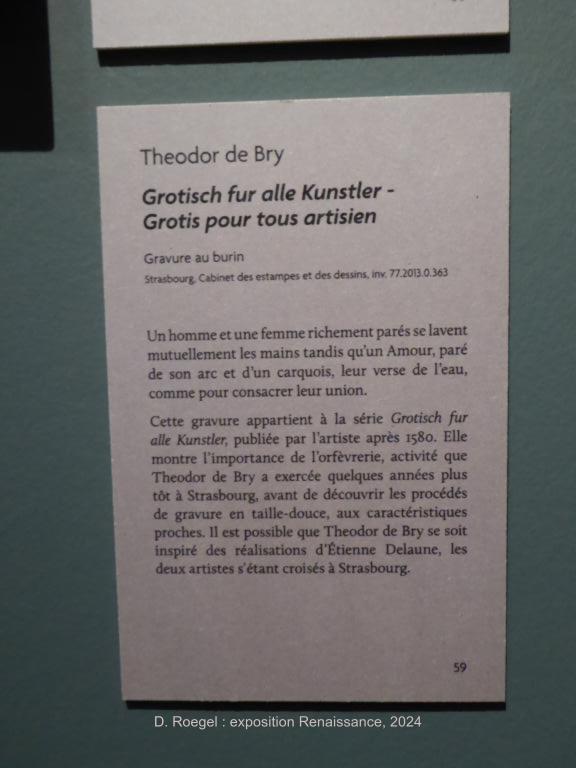 Theodor de Bry
Grotisch fur alle Kunstler -
Grotis pour tous artisien
Gravure au burin
Strasbourg, Cabinet des estampes et des dessins, inv. 77.2013.0.363
Un homme et une femme richement parés se lavent
mutuellement les mains tandis qu'un Amour, paré
de son arc et d'un carquois, leur verse de l'eau,
comme pour consacrer leur union.
Cette gravure appartient à la série Grotisch fur
alle Kunstler, publiée par l'artiste après 1580. Elle
montre l'importance de l'orfèvrerie, activité que
Theodor de Bry a exercée quelques années plus
tôt à Strasbourg, avant de découvrir les procédés
de gravure en taille-douce, aux caractéristiques
proches. Il est possible que Theodor de Bry se soit
inspiré des réalisations d'Étienne Delaune, les
deux artistes s'étant croisés à Strasbourg.
59
D. Roegel : exposition Renaissance, 2024